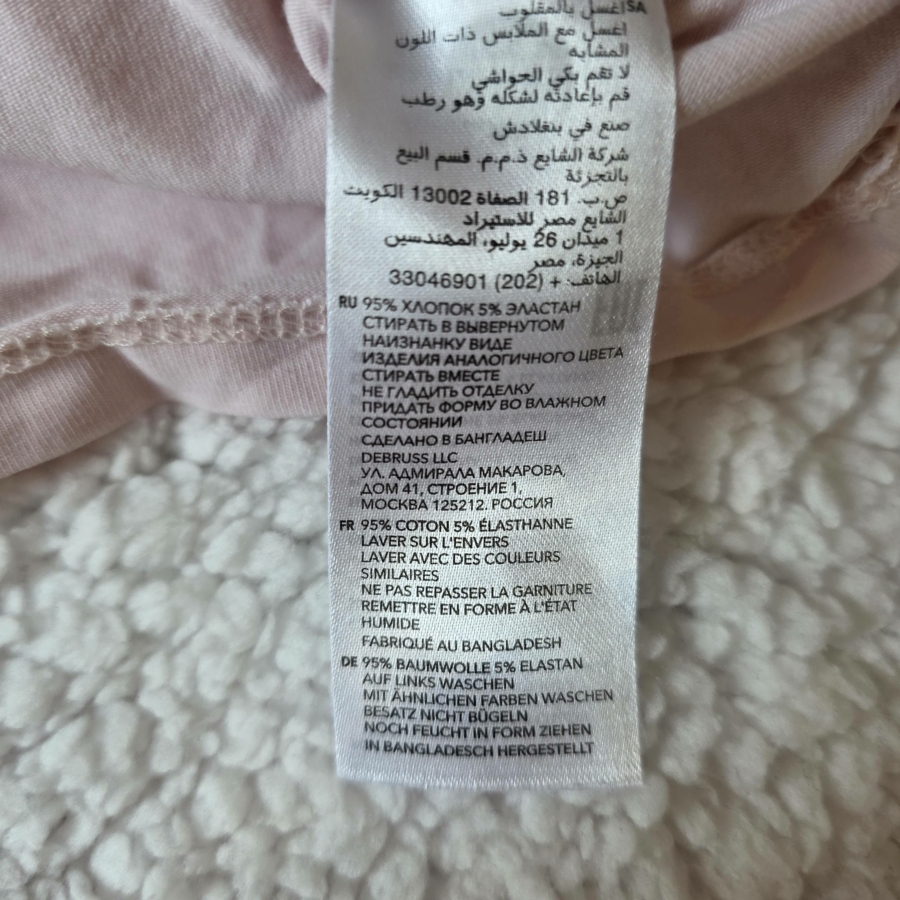 SA اغسل بالمقلوب
اغسل مع الملابس ذات اللون
المشابه
لا تقم بكي الحواشي
قم بإعادته لشكله وهو رطب
صنع في بنغلادش
شركة الشايع ذ.م.م. قسم البيع
بالتجزئة
ص.ب. 181 الصفاة 13002 الكويت
الشايع مصر للاستيراد
1 ميدان 26 يوليو، المهندسين
الجيزة، مصر
الهاتف: + (202) 33046901
RU 95% ХЛОПОК 5% ЭЛАСТАН
СТИРАТЬ В ВЫВЕРНУТОМ
НАИЗНАНКУ ВИДЕ
ИЗДЕЛИЯ АНАЛОГИЧНОГО ЦВЕТА
СТИРАТЬ ВМЕСТЕ
НЕ ГЛАДИТЬ ОТДЕЛКУ
ПРИДАТЬ ФОРМУ ВО ВЛАЖНОМ
СОСТОЯНИИ
СДЕЛАНО В БАНГЛАДЕШ
DEBRUSS LLC
УЛ. АДМИРАЛА МАКАРОВА,
ДОМ 41, СТРОЕНИЕ 1,
МОСКВА 125212. РОССИЯ
FR 95% COTON 5% ÉLASTHANNE
LAVER SUR L'ENVERS
LAVER AVEC DES COULEURS
SIMILAIRES
NE PAS REPASSER LA GARNITURE
REMETTRE EN FORME À L'ÉTAT
HUMIDE
FABRIQUÉ AU BANGLADESH
DE 95% BAUMWOLLE 5% ELASTAN
AUF LINKS WASCHEN
MIT ÄHNLICHEN FARBEN WASCHEN
BESATZ NICHT BÜGELN
NOCH FEUCHT IN FORM ZIEHEN
IN BANGLADESCH HERGESTELLT